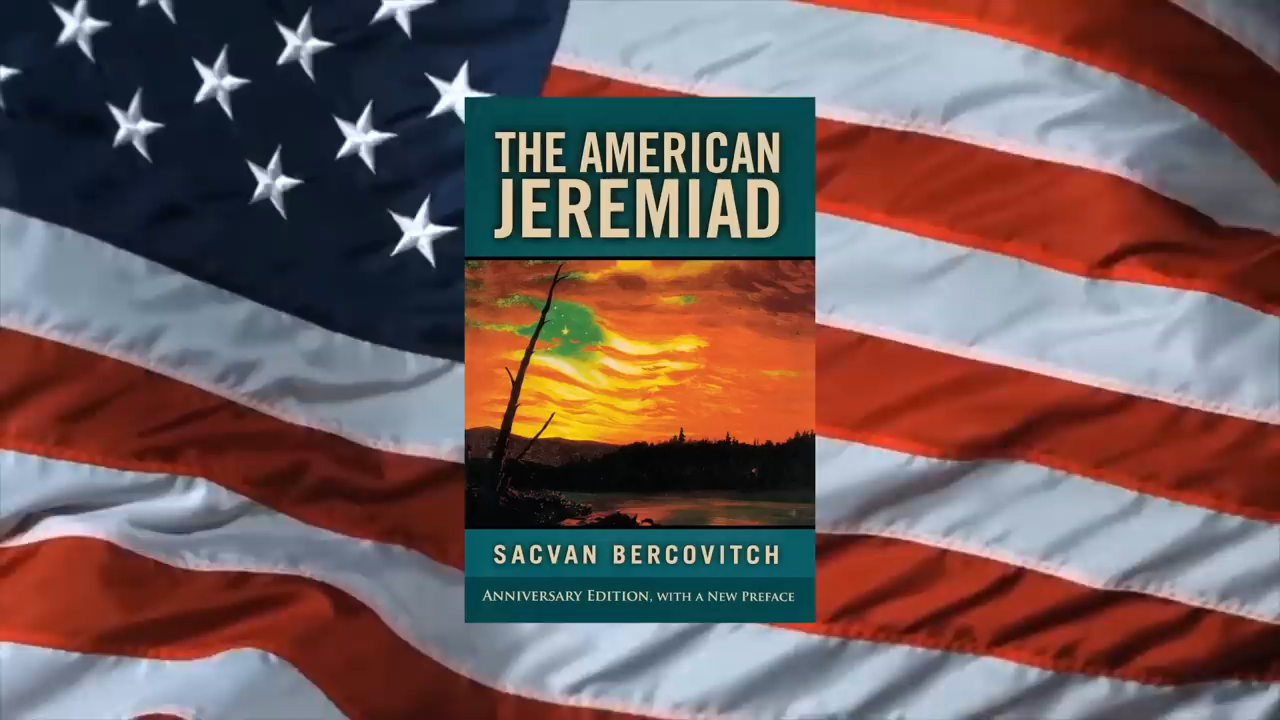 THE AMERICAN
JEREMIAD
SACVAN BERCOVITCH
ANNIVERSARY EDITION, WITH A NEW PREFACE